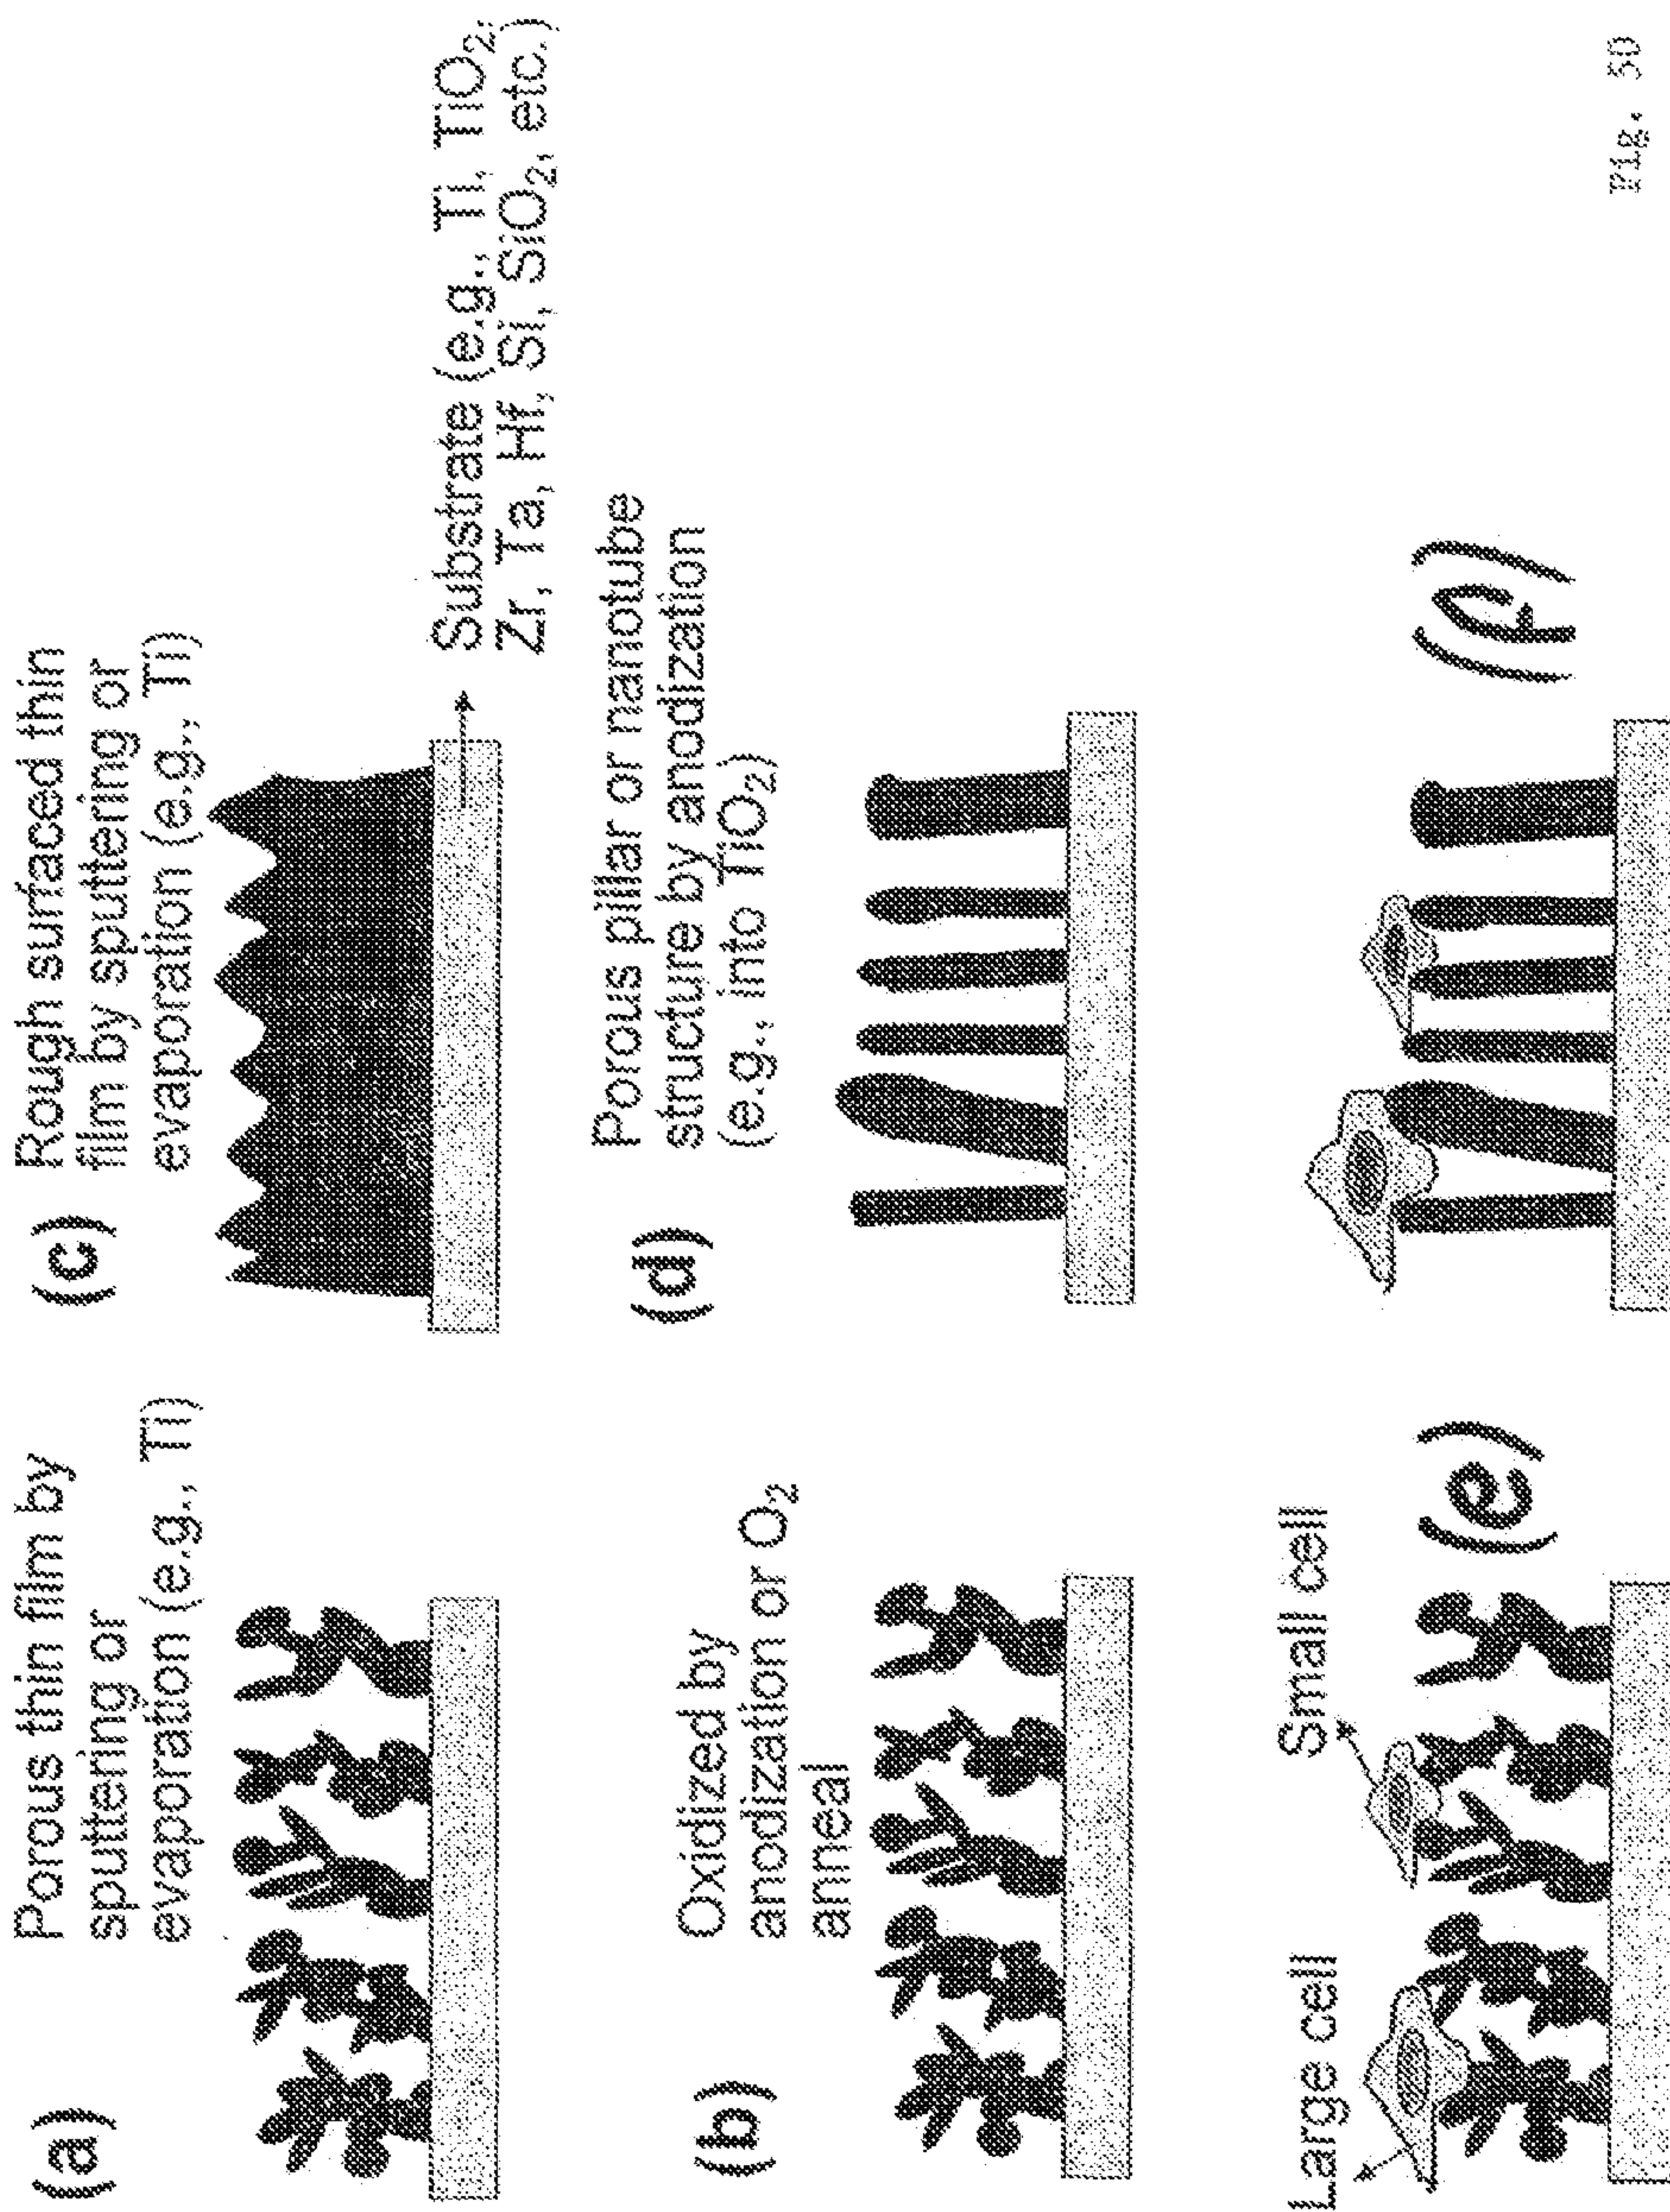 (a)
Porous thin film by
sputtering or
evaporation (e.g., Ti)
(c)
Rough surfaced thin
film by sputtering or
evaporation (e.g., Ti)
Substrate (e.g., Ti, TiO₂,
Zr, Ta, Hf, Si, SiO₂, etc.)
(b)
Oxidized by
anodization or O₂
anneal
(d)
Porous pillar or nanotube
structure by anodization
(e.g., into TiO₂)
Large cell
Small cell
(e)
(f)
Fig. 50